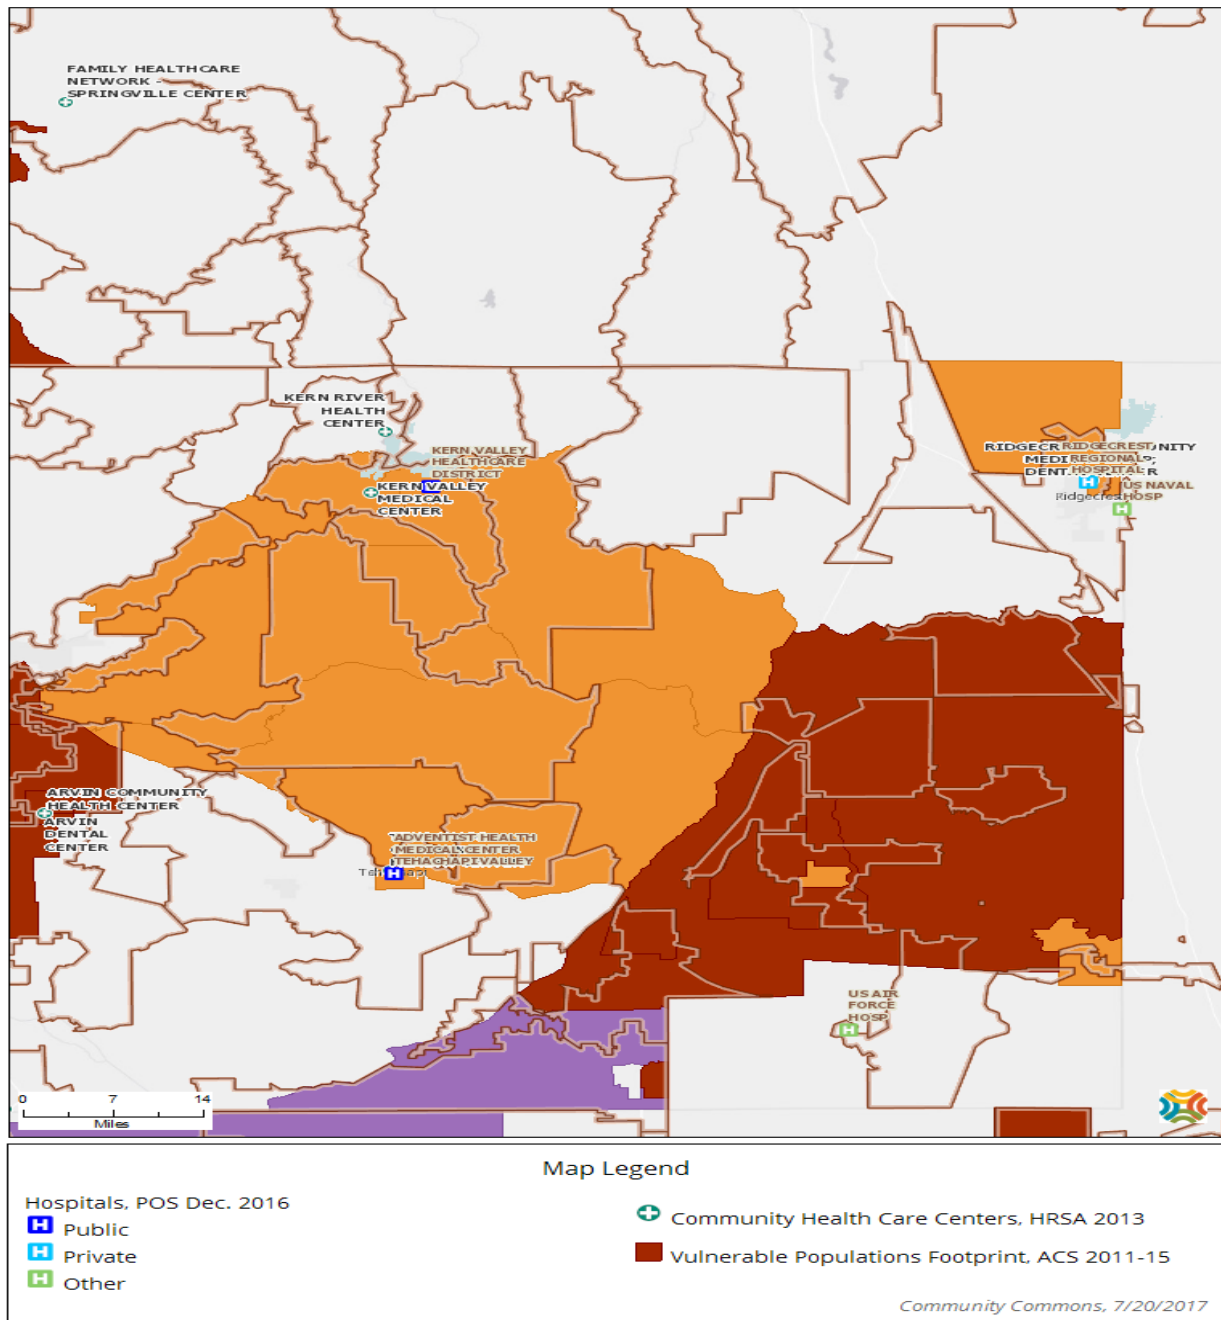 FAMILY HEALTHCARE
NETWORK -
SPRINGVILLE CENTER
KERN RIVER
HEALTH
CENTER
KERN VALLEY
HEALTHCARE
DISTRICT
KERN VALLEY
MEDICAL
CENTER
RIDGECREST
REGIONAL
HOSPITAL
Ridgecrest
US NAVAL
HOSP
ARVIN COMMUNITY
HEALTH CENTER
ARVIN
DENTAL
CENTER
ADVENTIST HEALTH
MEDICAL CENTER
TEHACHAPI VALLEY
US AIR
FORCE
HOSP
0 7 14
Miles
Map Legend
Hospitals, POS Dec. 2016
H Public
H Private
H Other
Community Health Care Centers, HRSA 2013
Vulnerable Populations Footprint, ACS 2011-15
Community Commons, 7/20/2017